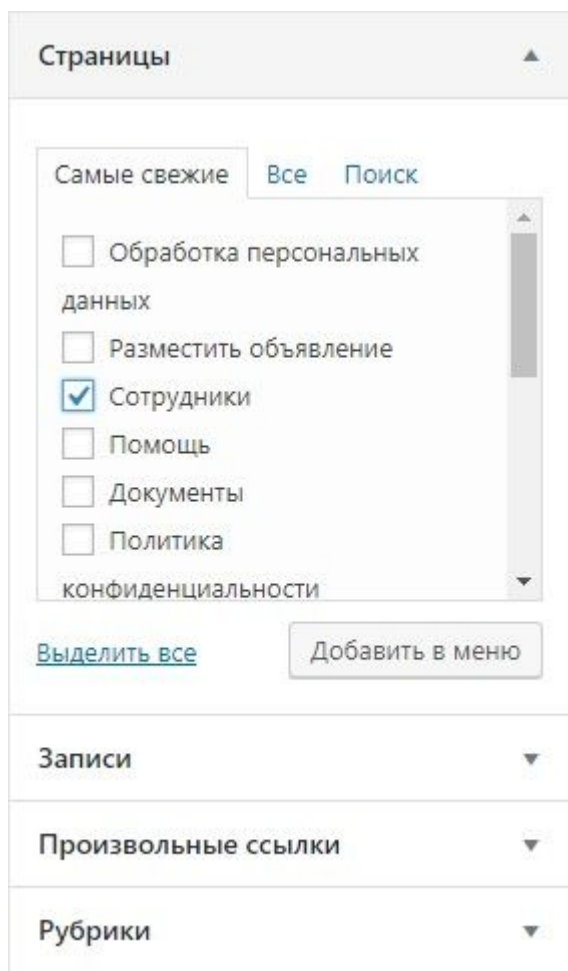 Страницы
Самые свежие Все Поиск
Обработка персональных
данных
Разместить объявление
Сотрудники
Помощь
Документы
Политика
конфиденциальности
Выделить все Добавить в меню
Записи
Произвольные ссылки
Рубрики